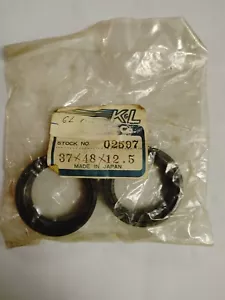 K&L
STOCK NO. 02597
37×48×12.5
MADE IN JAPAN